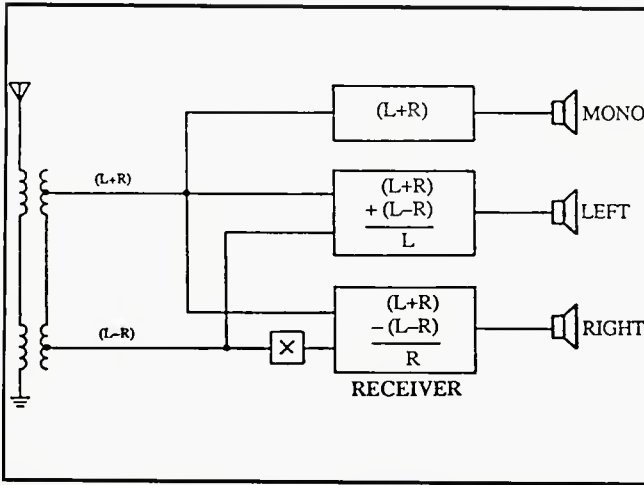 (L+R)
MONO
(L+R)
(L+R)
+ (L–R)
L
LEFT
(L–R)
×
(L+R)
– (L–R)
R
RIGHT
RECEIVER